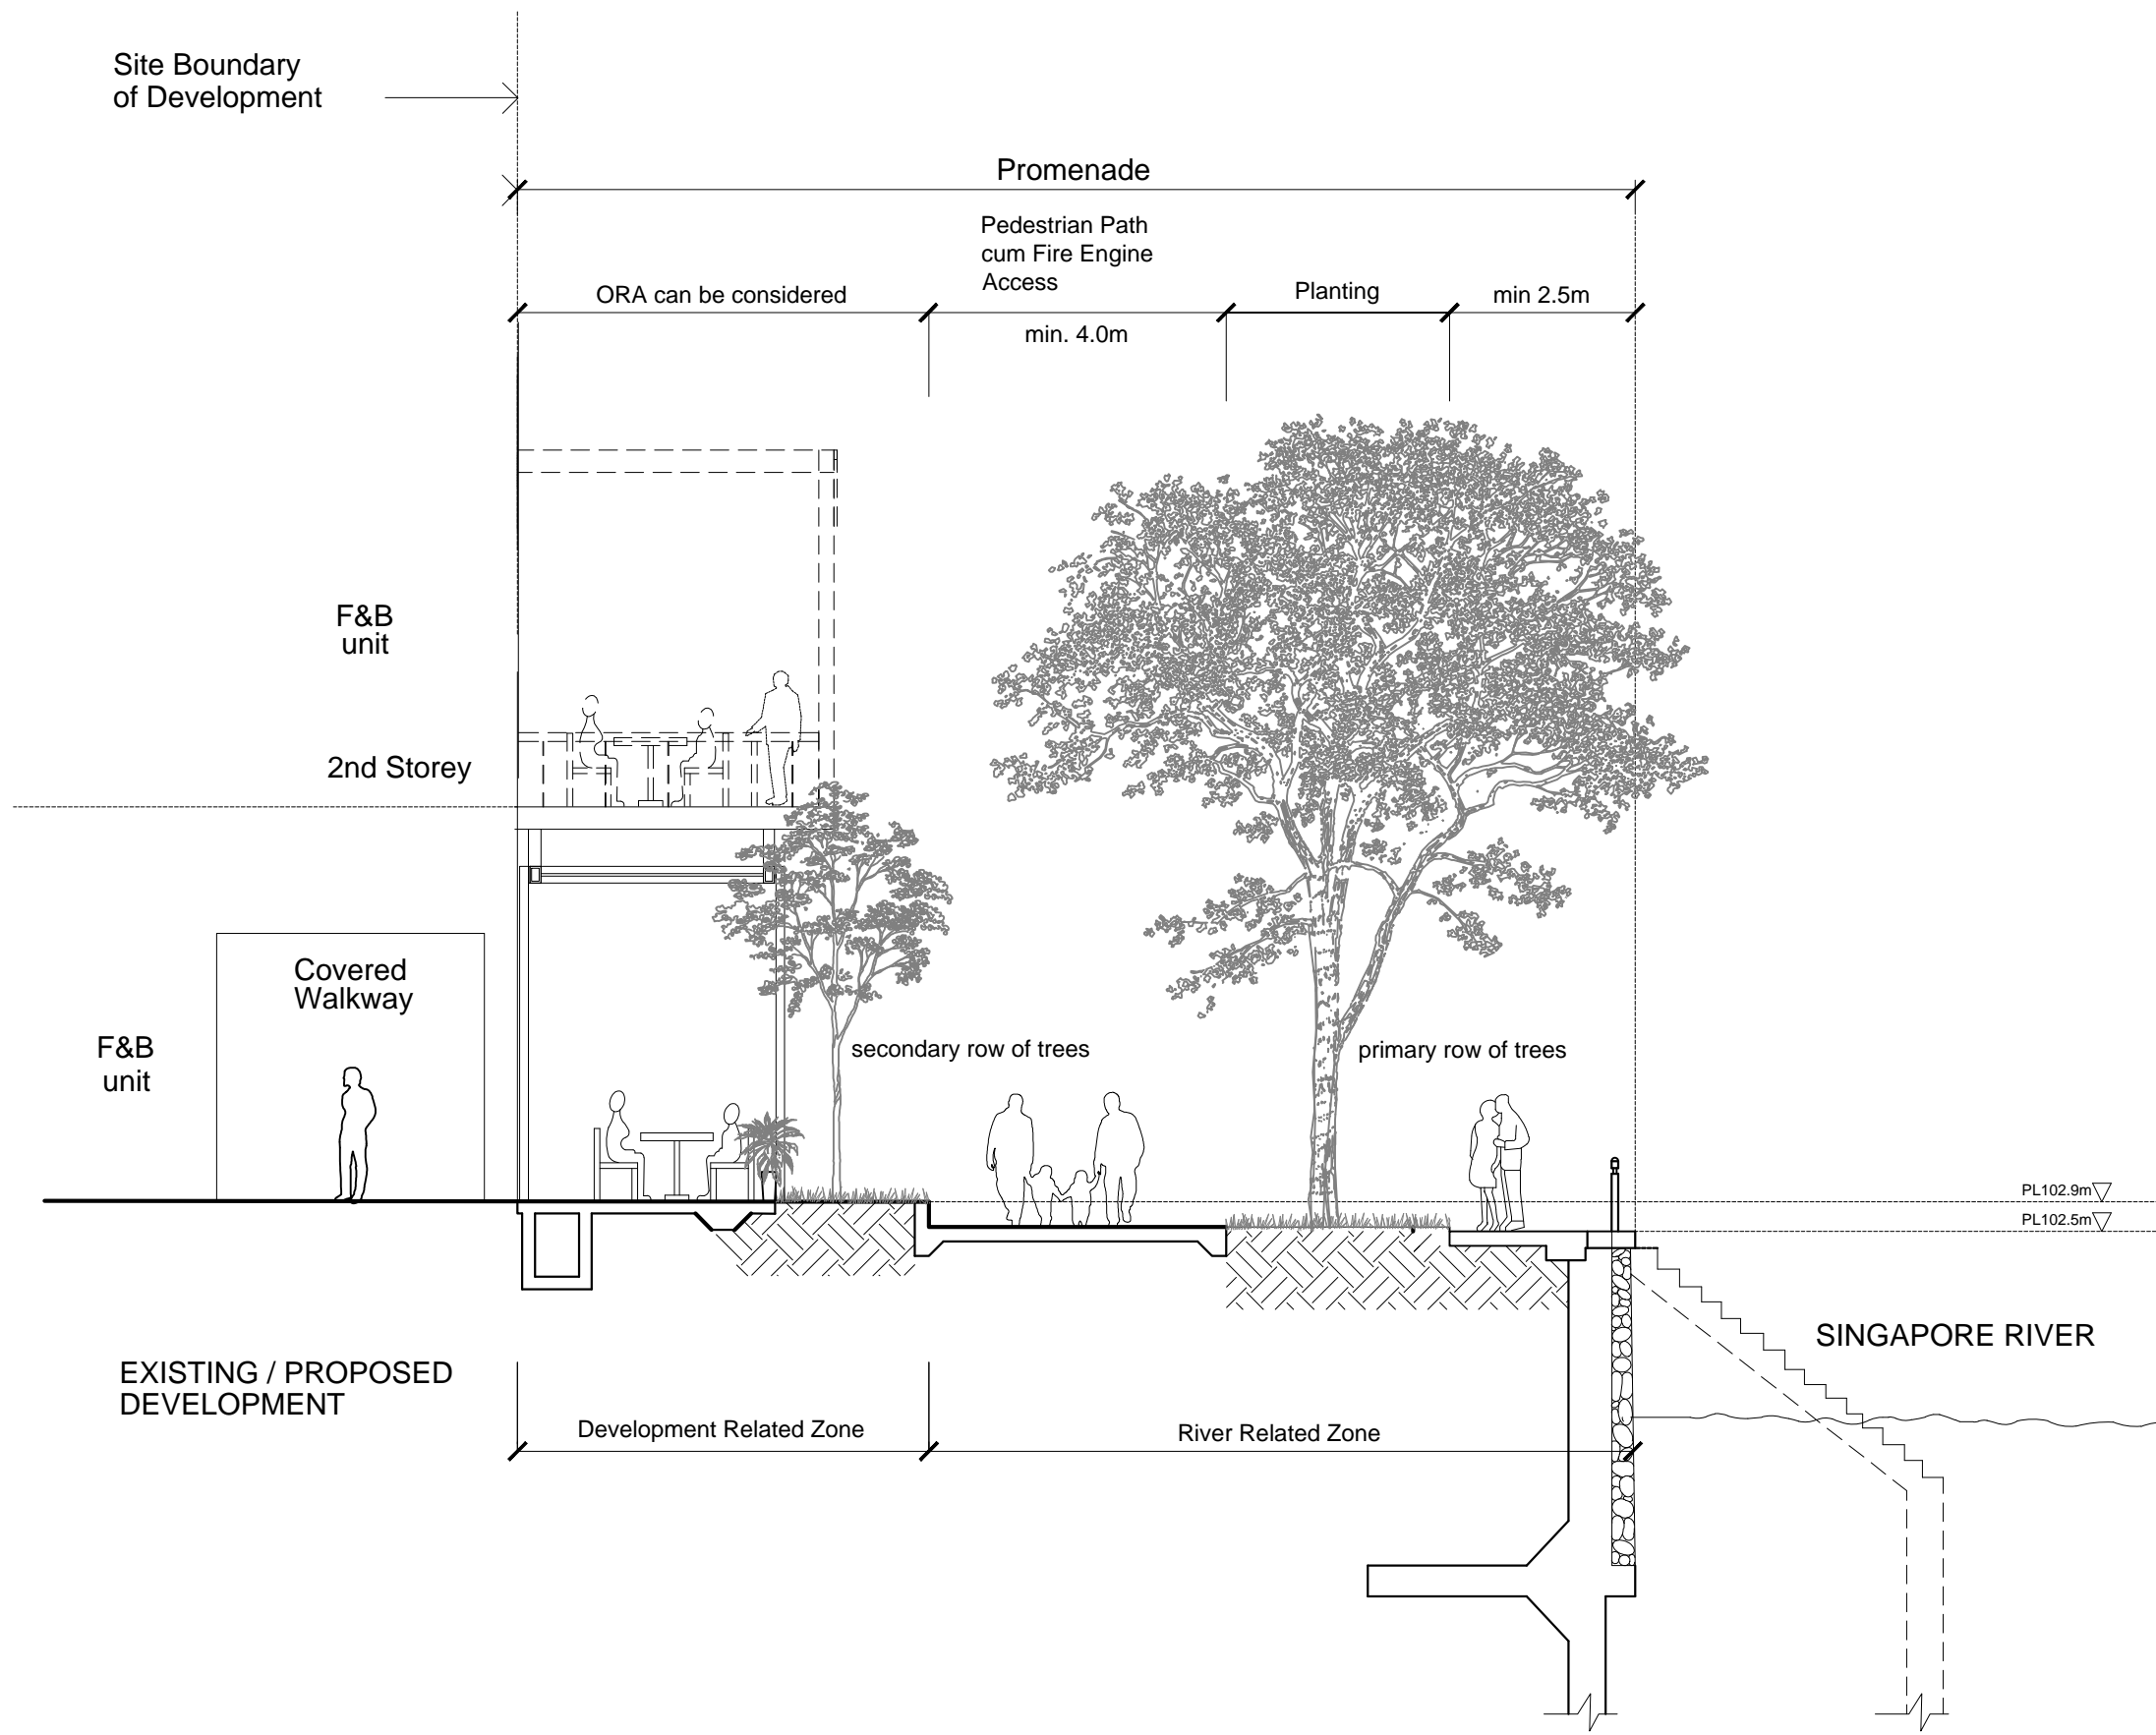 Site Boundary
of Development
Promenade
Pedestrian Path
cum Fire Engine
Access
ORA can be considered
Planting
min 2.5m
min. 4.0m
F&B
unit
2nd Storey
Covered
Walkway
F&B
unit
secondary row of trees
primary row of trees
PL102.9m
PL102.5m
SINGAPORE RIVER
EXISTING / PROPOSED
DEVELOPMENT
Development Related Zone
River Related Zone